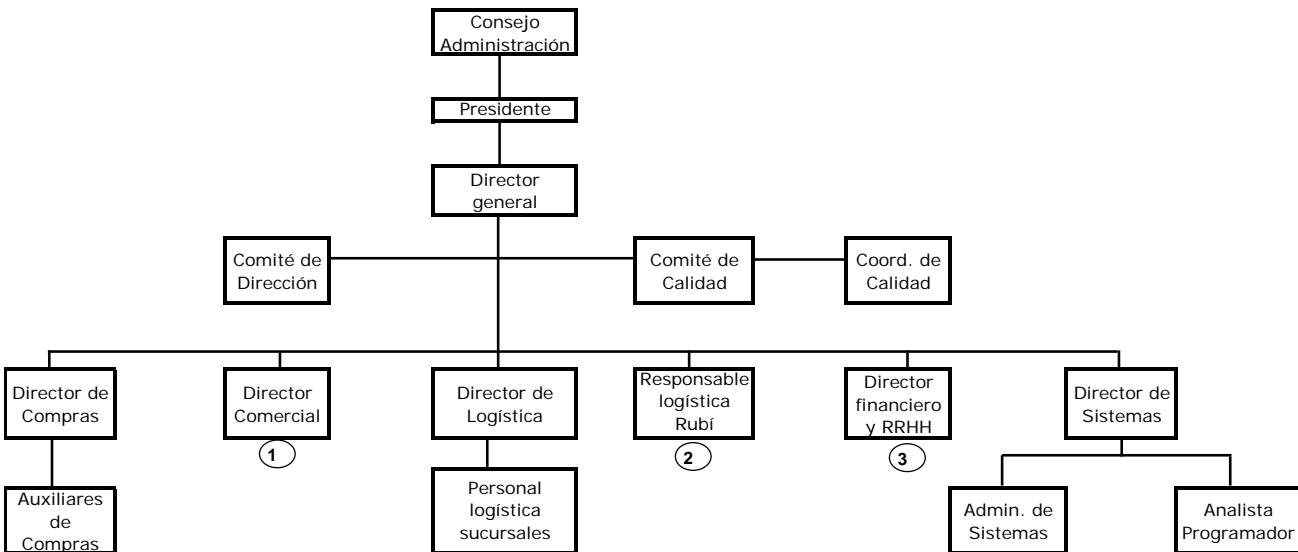 Consejo
Administración
Presidente
Director
general
Comité de
Dirección
Comité de
Calidad
Coord. de
Calidad
Director de
Compras
Director
Comercial
Director de
Logística
Responsable
logística
Rubí
Director
financiero
y RRHH
Director de
Sistemas
1
2
3
Auxiliares
de
Compras
Personal
logística
sucursales
Admin. de
Sistemas
Analista
Programador